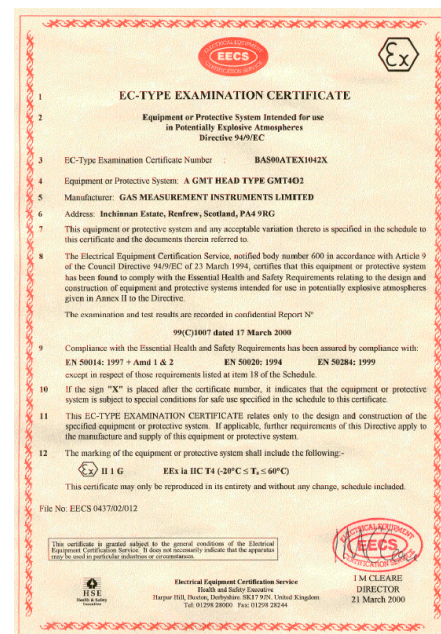 ELECTRICAL EQUIPMENT
EECS
CERTIFICATION SERVICE
Ex
1 EC-TYPE EXAMINATION CERTIFICATE
2 Equipment or Protective System Intended for use
in Potentially Explosive Atmospheres
Directive 94/9/EC
3 EC-Type Examination Certificate Number : BAS00ATEX1042X
4 Equipment or Protective System: A GMT HEAD TYPE GMT4O2
5 Manufacturer: GAS MEASUREMENT INSTRUMENTS LIMITED
6 Address: Inchinnan Estate, Renfrew, Scotland, PA4 9RG
7 This equipment or protective system and any acceptable variation thereto is specified in the schedule to
this certificate and the documents therein referred to.
8 The Electrical Equipment Certification Service, notified body number 600 in accordance with Article 9
of the Council Directive 94/9/EC of 23 March 1994, certifies that this equipment or protective system
has been found to comply with the Essential Health and Safety Requirements relating to the design and
construction of equipment and protective systems intended for use in potentially explosive atmospheres
given in Annex II to the Directive.
The examination and test results are recorded in confidential Report N°
99(C)1007 dated 17 March 2000
9 Compliance with the Essential Health and Safety Requirements has been assured by compliance with:
EN 50014: 1997 + Amd 1 & 2 EN 50020: 1994 EN 50284: 1999
except in respect of those requirements listed at item 18 of the Schedule.
10 If the sign "X" is placed after the certificate number, it indicates that the equipment or protective
system is subject to special conditions for safe use specified in the schedule to this certificate.
11 This EC-TYPE EXAMINATION CERTIFICATE relates only to the design and construction of the
specified equipment or protective system. If applicable, further requirements of this Directive apply to
the manufacture and supply of this equipment or protective system.
12 The marking of the equipment or protective system shall include the following:-
Ex II 1 G EEx ia IIC T4 (-20°C ≤ Ta ≤ 60°C)
This certificate may only be reproduced in its entirety and without any change, schedule included.
File No: EECS 0437/02/012
This certificate is granted subject to the general conditions of the Electrical
Equipment Certification Service. It does not necessarily indicate that the apparatus
may be used in particular industries or circumstances.
ELECTRICAL EQUIPMENT
EECS
CERTIFICATION SERVICE
HSE
Health & Safety
Executive
Electrical Equipment Certification Service
Health and Safety Executive
Harpur Hill, Buxton, Derbyshire, SK17 9JN, United Kingdom
Tel: 01298 28000 Fax: 01298 28244
I M CLEARE
DIRECTOR
21 March 2000